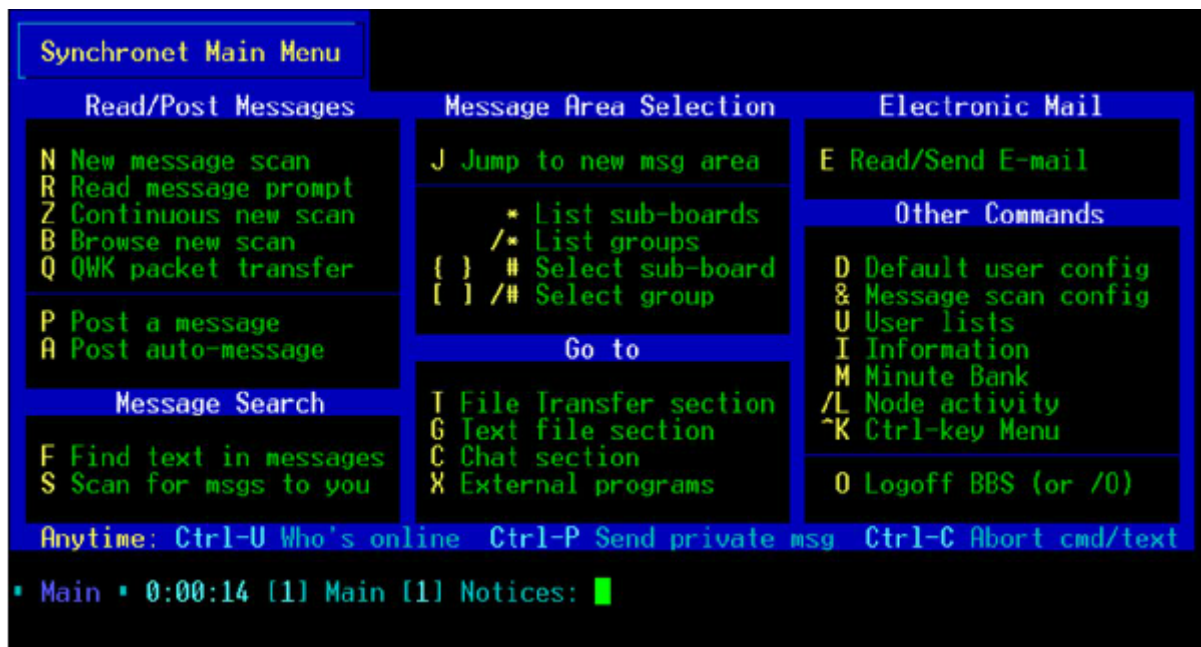 Synchronet Main Menu
Read/Post Messages
N New message scan
R Read message prompt
Z Continuous new scan
B Browse new scan
Q QWK packet transfer
P Post a message
A Post auto-message
Message Search
F Find text in messages
S Scan for msgs to you
Message Area Selection
J Jump to new msg area
* List sub-boards
/* List groups
{ } # Select sub-board
[ ] /# Select group
Go to
T File Transfer section
G Text file section
C Chat section
X External programs
Electronic Mail
E Read/Send E-mail
Other Commands
D Default user config
& Message scan config
U User lists
I Information
M Minute Bank
/L Node activity
^K Ctrl-key Menu
O Logoff BBS (or /O)
Anytime: Ctrl-U Who's online Ctrl-P Send private msg Ctrl-C Abort cmd/text
▪ Main ▪ 0:00:14 [1] Main [1] Notices: